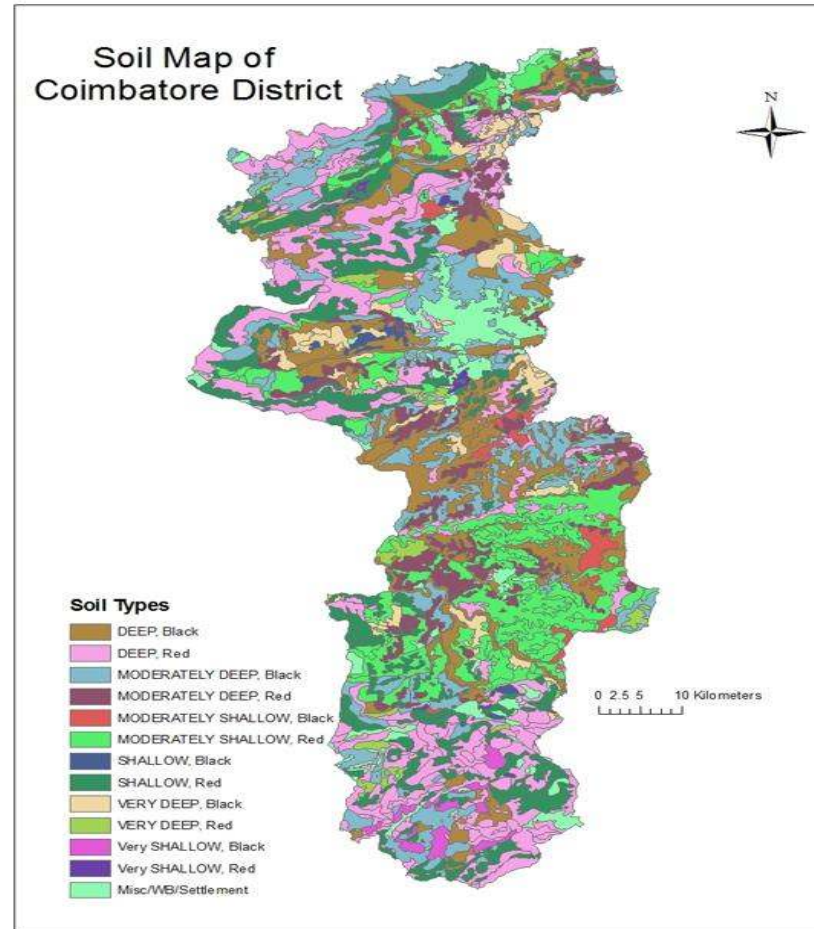 Soil Map of
Coimbatore District
N
Soil Types
DEEP, Black
DEEP, Red
MODERATELY DEEP, Black
MODERATELY DEEP, Red
MODERATELY SHALLOW, Black
MODERATELY SHALLOW, Red
SHALLOW, Black
SHALLOW, Red
VERY DEEP, Black
VERY DEEP, Red
Very SHALLOW, Black
Very SHALLOW, Red
Misc/WB/Settlement
0 2.5 5 10 Kilometers